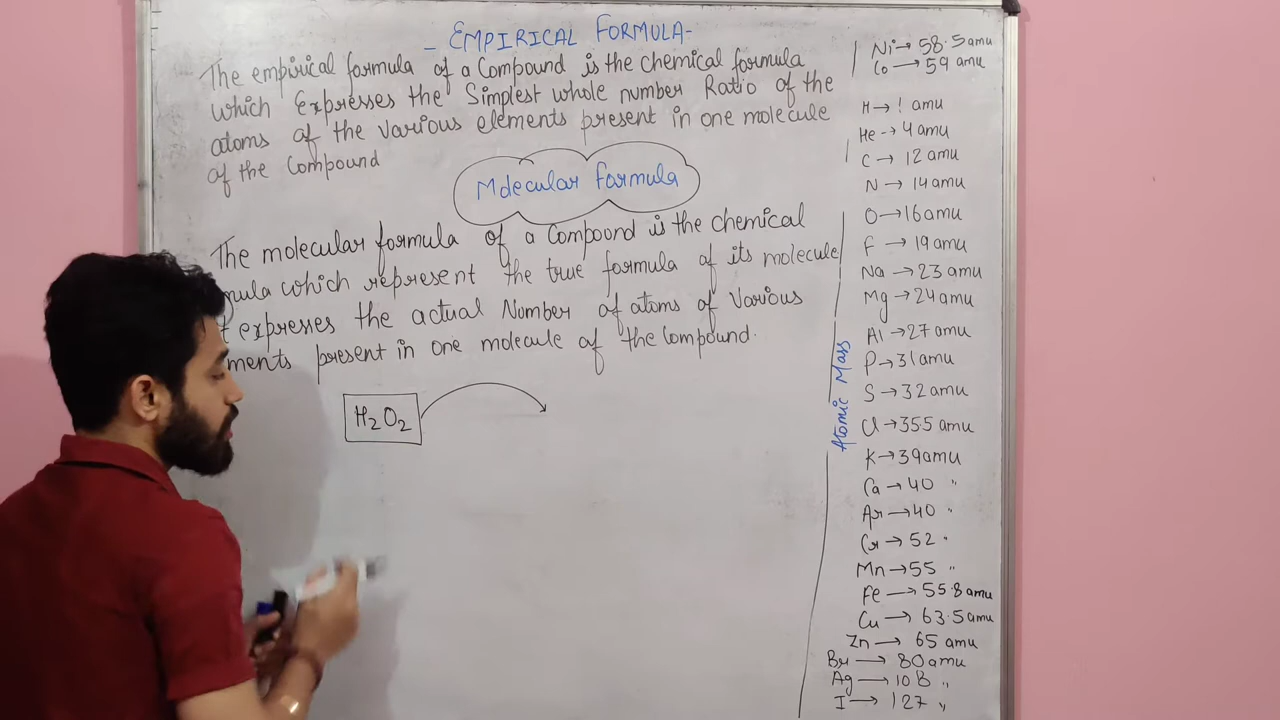 - EMPIRICAL FORMULA-
The empirical formula of a Compound is the chemical formula
which Expresses the Simplest whole number Ratio of the
atoms of the various elements present in one molecule
of the Compound
Molecular formula
The molecular formula of a Compound is the chemical
mula which represent the true formula of its molecule
t expresses the actual Number of atoms of Various
ments present in one molecule of the Compound.
H₂O₂
Atomic Mass
Ni→ 58.5 amu
Co → 59 amu
H → 1 amu
He → 4 amu
C → 12 amu
N → 14 amu
O → 16 amu
F → 19 amu
Na → 23 amu
Mg → 24 amu
Al → 27 amu
P → 31 amu
S → 32 amu
Cl → 355 amu
K → 39 amu
Ca → 40 "
Ar → 40 "
Cr → 52 "
Mn → 55 "
Fe → 55.8 amu
Cu → 63.5 amu
Zn → 65 amu
Br → 80 amu
Ag → 108 "
I → 127 "